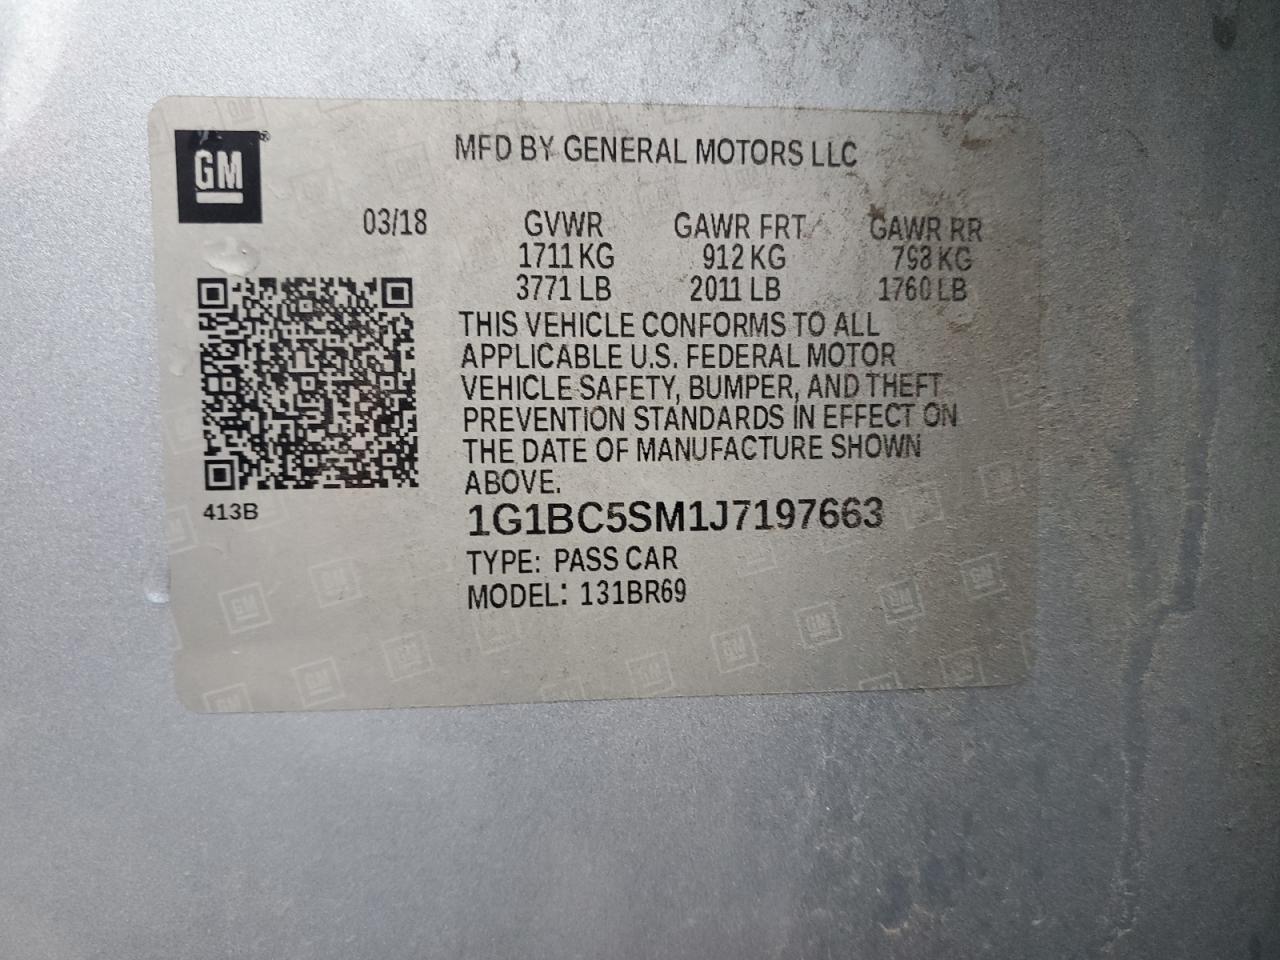 GM
MFD BY GENERAL MOTORS LLC
03/18 GVWR GAWR FRT GAWR RR
1711 KG 912 KG 798 KG
3771 LB 2011 LB 1760 LB
THIS VEHICLE CONFORMS TO ALL
APPLICABLE U.S. FEDERAL MOTOR
VEHICLE SAFETY, BUMPER, AND THEFT
PREVENTION STANDARDS IN EFFECT ON
THE DATE OF MANUFACTURE SHOWN
ABOVE.
413B
1G1BC5SM1J7197663
TYPE: PASS CAR
MODEL: 131BR69